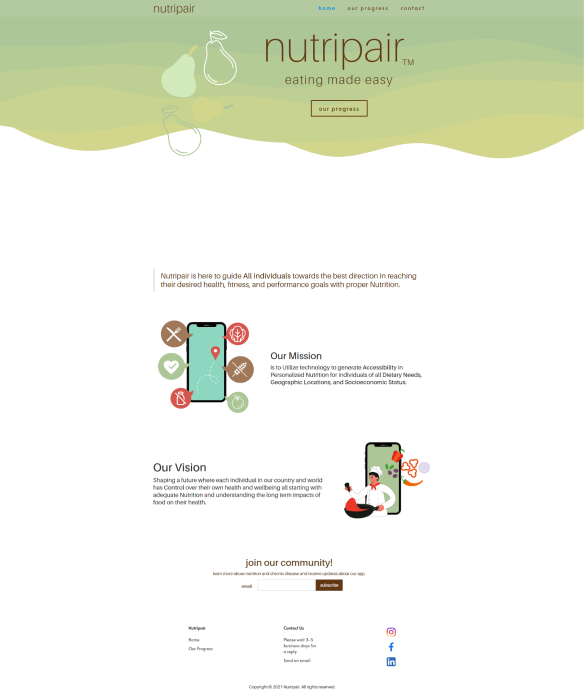 nutripair
home our progress contact
nutripair TM
eating made easy
our progress
Nutripair is here to guide All Individuals towards the best direction in reaching
their desired health, fitness, and performance goals with proper Nutrition.
Our Mission
is to Utilize technology to generate Accessibility in
Personalized Nutrition for Individuals of all Dietary Needs,
Geographic Locations, and Socioeconomic Status.
Our Vision
Shaping a future where each individual in our country and world
has Control over their own health and wellbeing all starting with
adequate Nutrition and understanding the long term impacts of
food on their health.
join our community!
learn more about nutrition and chronic disease and receive updates about our app.
email
subscribe
Nutripair
Home
Our Progress
Contact Us
Please wait 3-5
business days for
a reply.
Send an email
Copyright © 2021 Nutripair. All rights reserved.